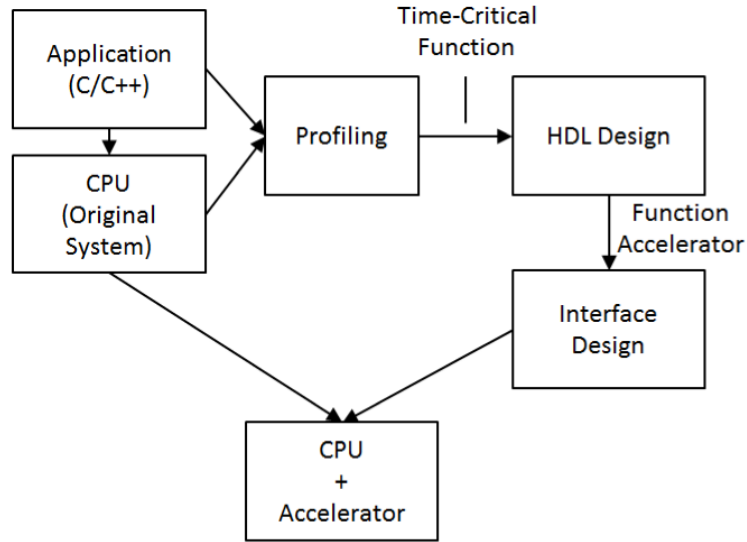 Application
(C/C++)
CPU
(Original
System)
Profiling
Time-Critical
Function
HDL Design
Function
Accelerator
Interface
Design
CPU
+
Accelerator